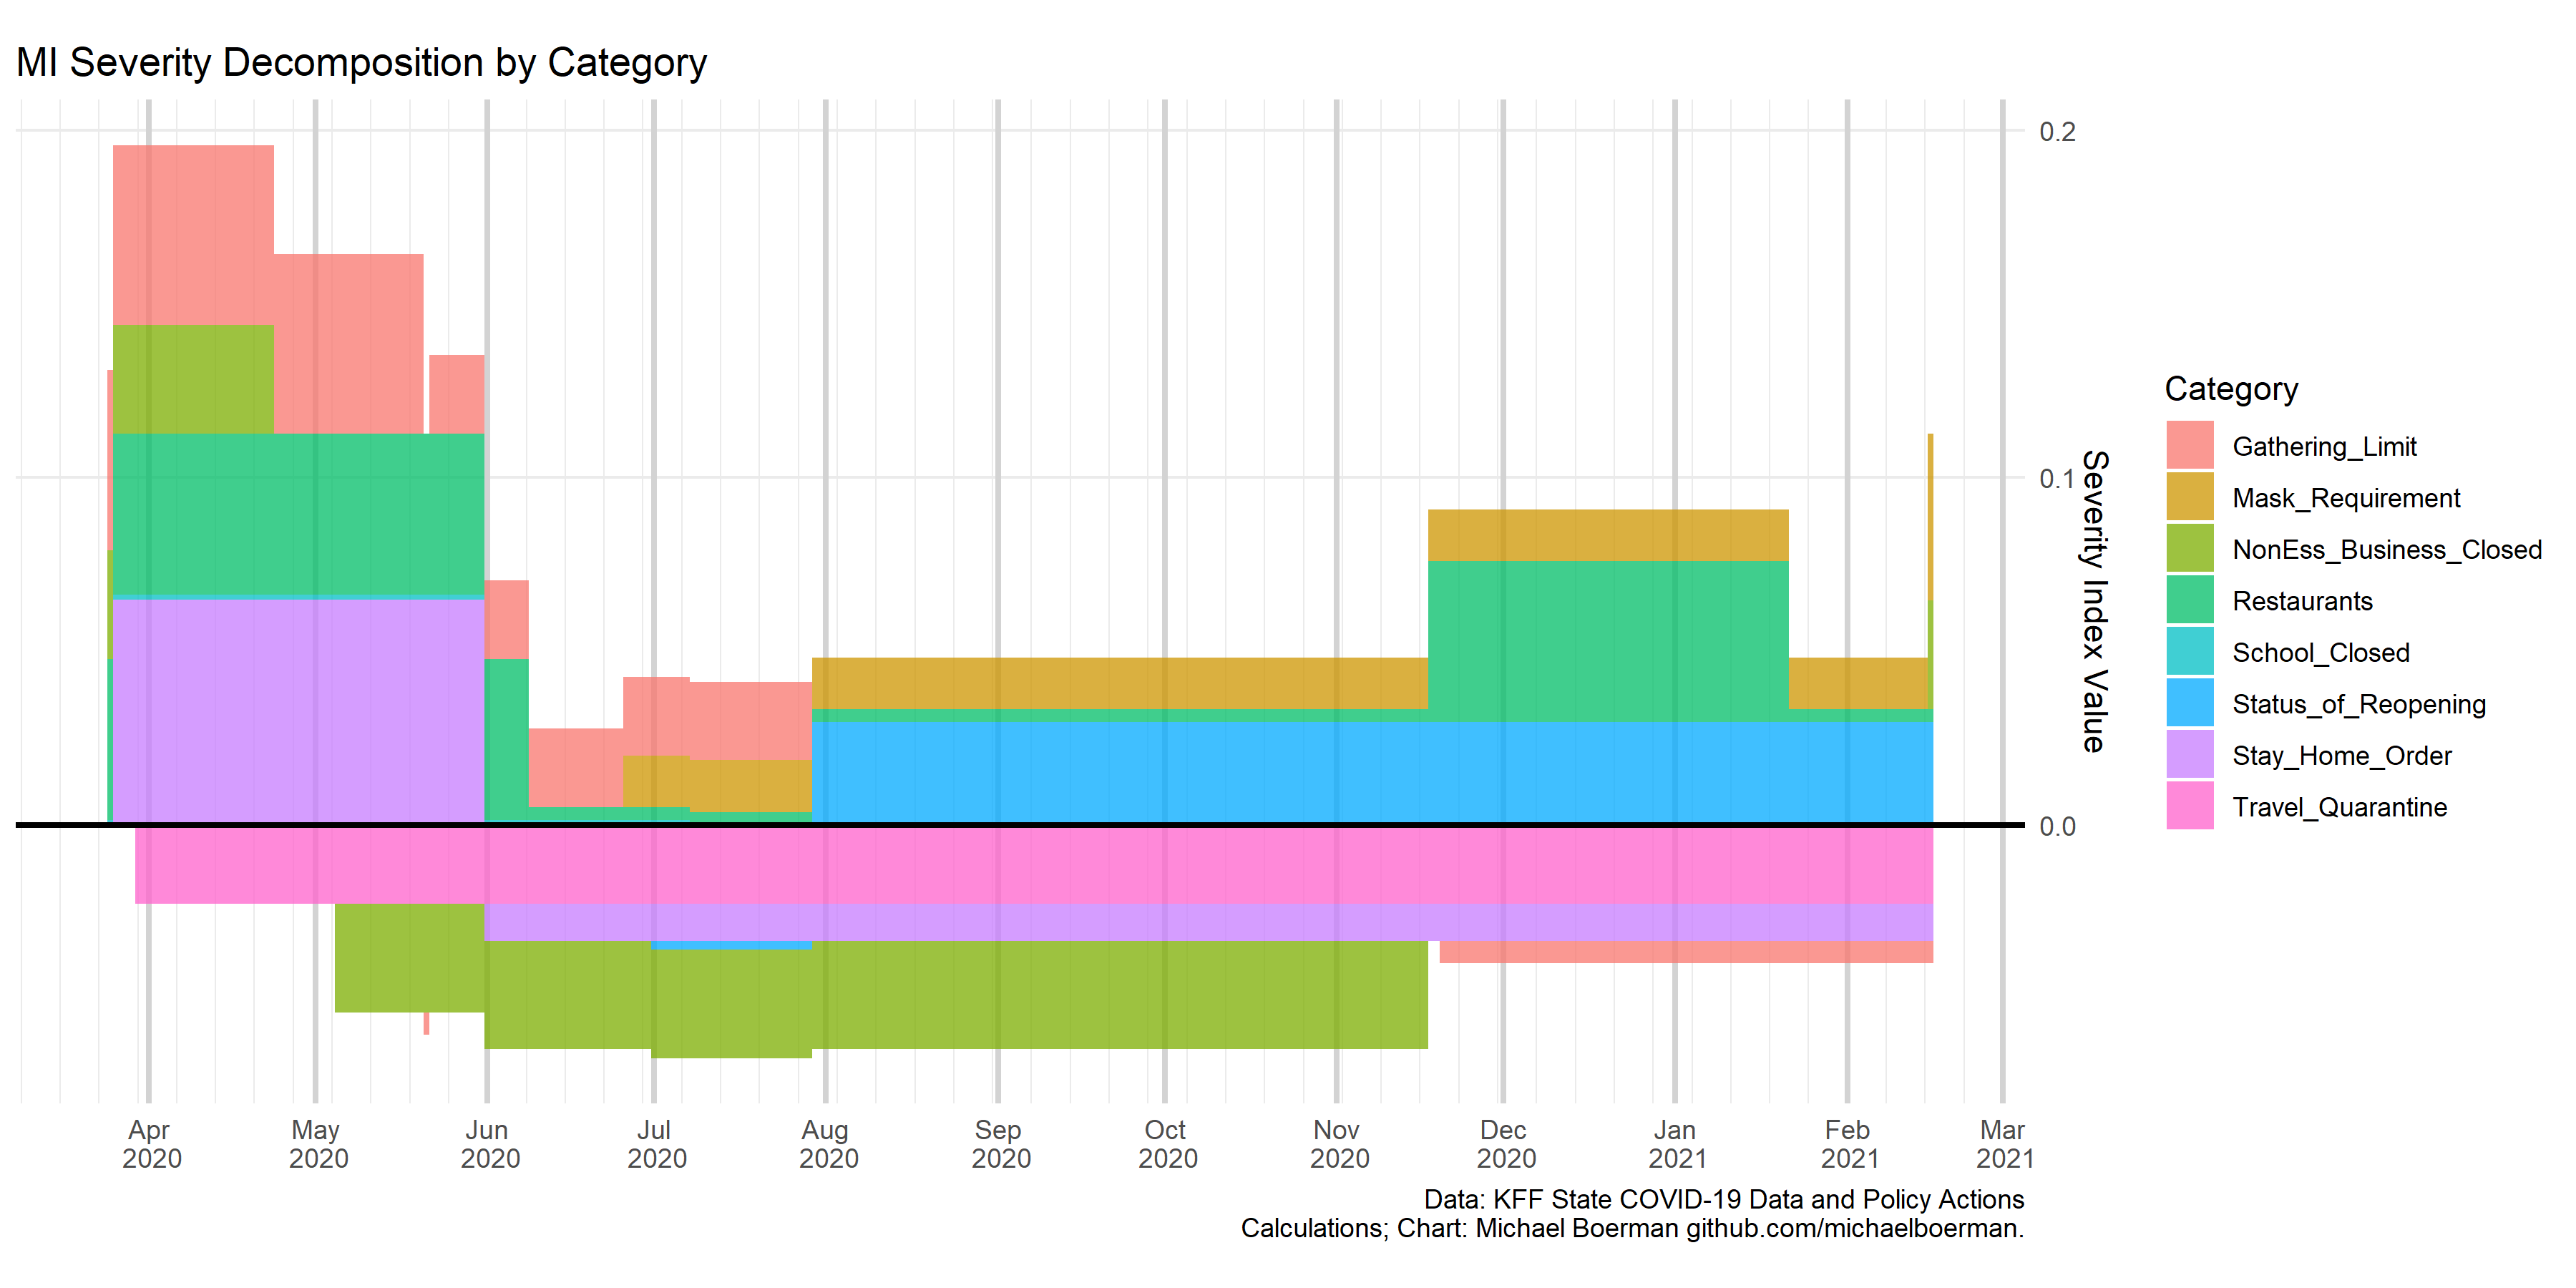 MI Severity Decomposition by Category
0.2
0.1
0.0
Severity Index Value
Category
Gathering_Limit
Mask_Requirement
NonEss_Business_Closed
Restaurants
School_Closed
Status_of_Reopening
Stay_Home_Order
Travel_Quarantine
Apr May Jun Jul Aug Sep Oct Nov Dec Jan Feb Mar
2020 2020 2020 2020 2020 2020 2020 2020 2020 2021 2021 2021
Data: KFF State COVID-19 Data and Policy Actions
Calculations; Chart: Michael Boerman github.com/michaelboerman.